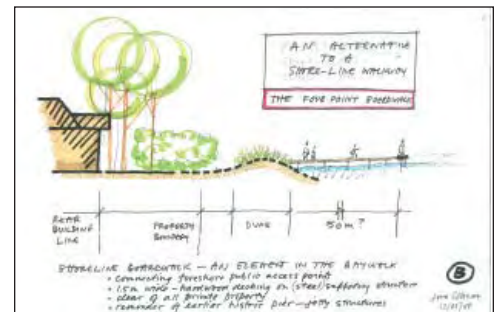 AN ALTERNATIVE
TO A
SHORE-LINE WALKWAY
THE FOUR POINT BOARDWALK
REAR
BUILDING
LINE
PROPERTY
BOUNDARY
DUNE
50m ?
SHORELINE BOARDWALK — AN ELEMENT IN THE BAYWALK
• Connecting foreshore public access points
• 1.5m wide - hardwood decking on (steel) supporting structure
• clear of all private property
• reminder of earlier historic pier - jetty structures
B